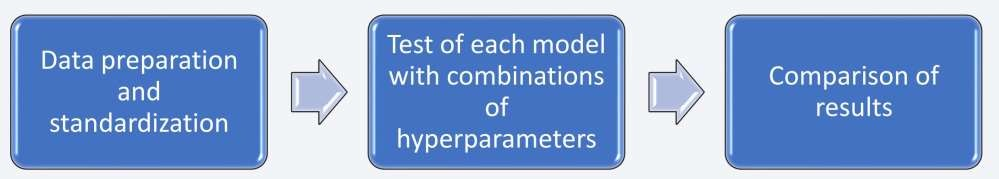 Data preparation
and
standardization
Test of each model
with combinations
of
hyperparameters
Comparison of
results